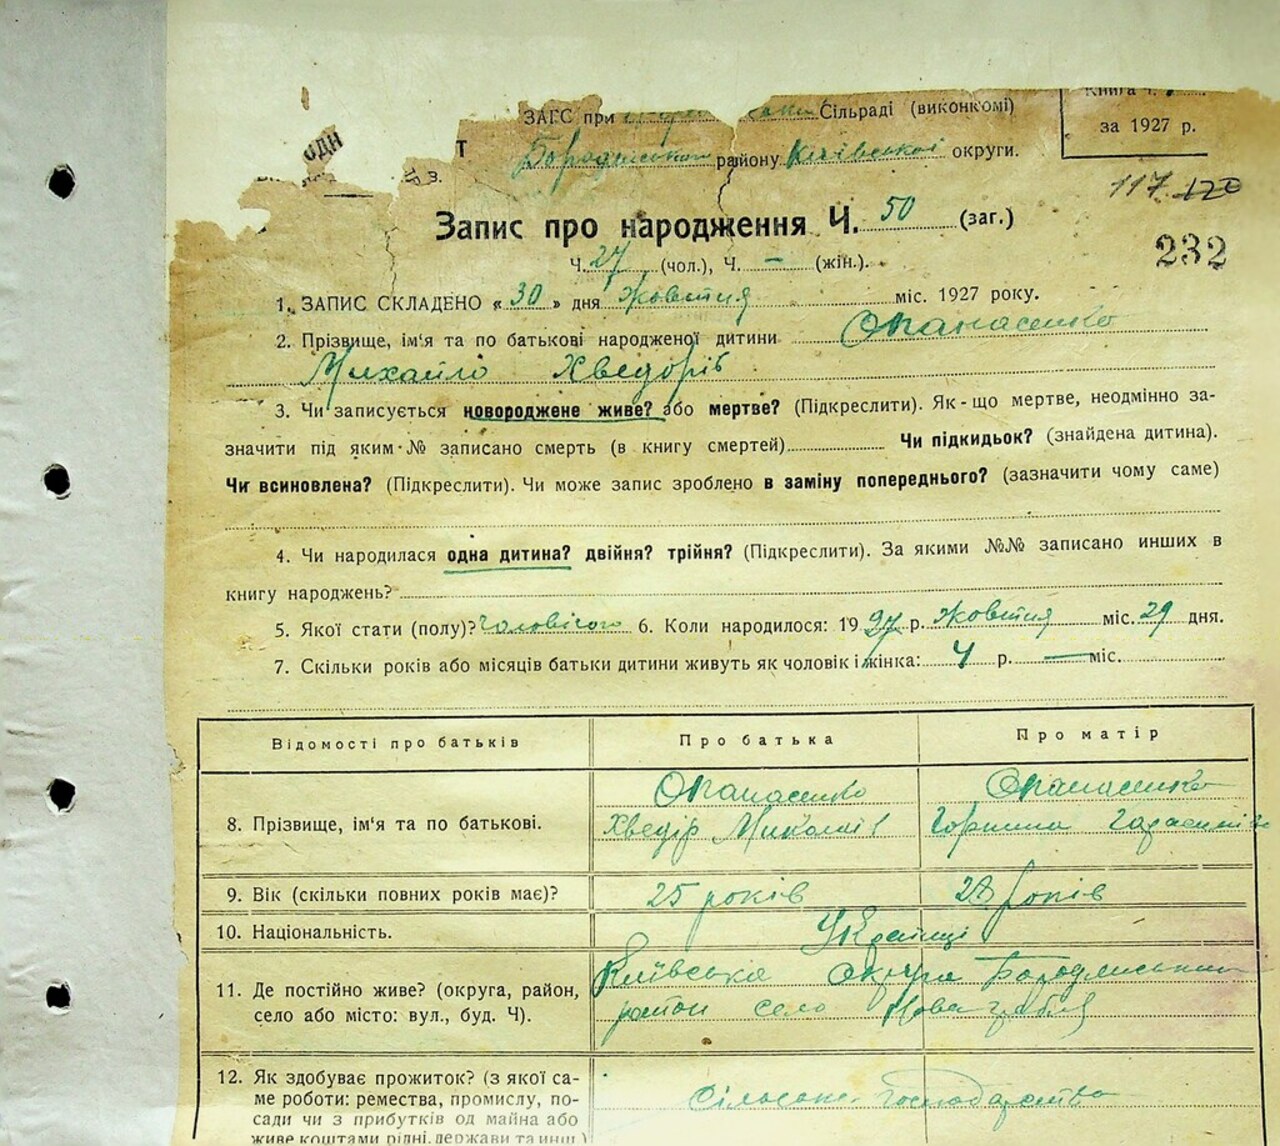 Книга ч.
ЗАГС при Сільраді (виконкомі)
за 1927 р.
Бородянського району Київської округи.
117 120
Запис про народження Ч. 50 (заг.)
232
Ч. 27 (чол.), Ч. — (жін.).
1. ЗАПИС СКЛАДЕНО «30» дня Жовтня міс. 1927 року.
2. Прізвище, ім'я та по батькові народженої дитини Опанасенко
Михайло Хведорів
3. Чи записується новороджене живе? або мертве? (Підкреслити). Як-що мертве, неодмінно за-
значити під яким № записано смерть (в книгу смертей) Чи підкидьок? (знайдена дитина).
Чи всиновлена? (Підкреслити). Чи може запис зроблено в заміну попереднього? (зазначити чому саме)
4. Чи народилася одна дитина? двійня? трійня? (Підкреслити). За якими №№ записано инших в
книгу народжень?
5. Якої стати (полу)? Чоловічого 6. Коли народилося: 1927 р. Жовтня міс. 29 дня.
7. Скільки років або місяців батьки дитини живуть як чоловік і жінка: 4 р. — міс.
Відомості про батьків Про батька Про матір
Опанасенко Опанасенко
8. Прізвище, ім'я та по батькові. Хведір Миколаїв Горпина
9. Вік (скільки повних років має)? 25 років 28 років
10. Національність. Українці
11. Де постійно живе? (округа, район, Київська округа Бородянський
село або місто: вул., буд. Ч). район село Нова гребля
12. Як здобуває прожиток? (з якої са-
ме роботи: ремества, промислу, по- Сільське Господарство
сади чи з прибутків од майна або
живе коштами рідні, держави та инш.)